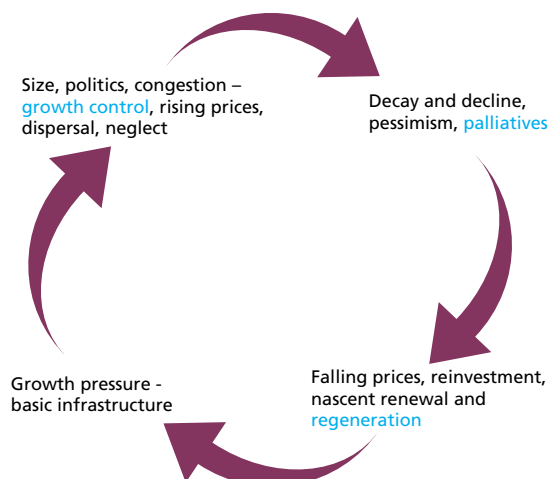 Size, politics, congestion –
growth control, rising prices,
dispersal, neglect
Decay and decline,
pessimism, palliatives
Falling prices, reinvestment,
nascent renewal and
regeneration
Growth pressure -
basic infrastructure